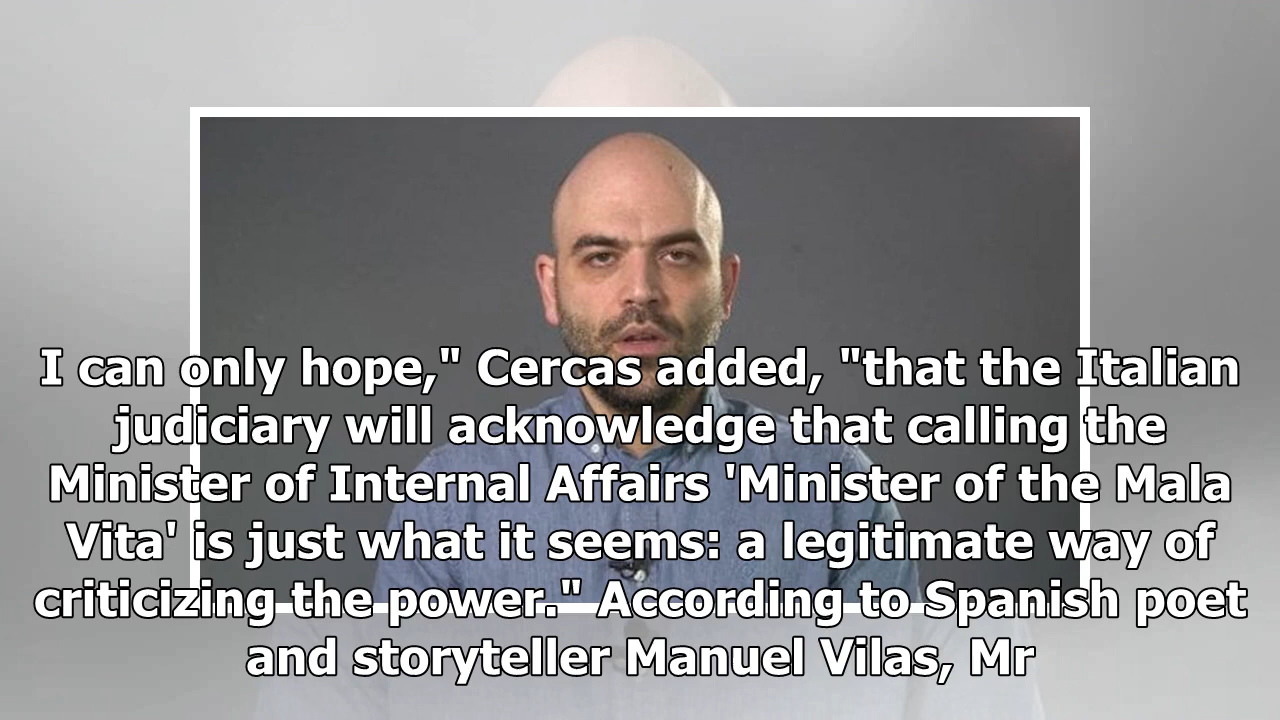 I can only hope," Cercas added, "that the Italian
judiciary will acknowledge that calling the
Minister of Internal Affairs 'Minister of the Mala
Vita' is just what it seems: a legitimate way of
criticizing the power." According to Spanish poet
and storyteller Manuel Vilas, Mr